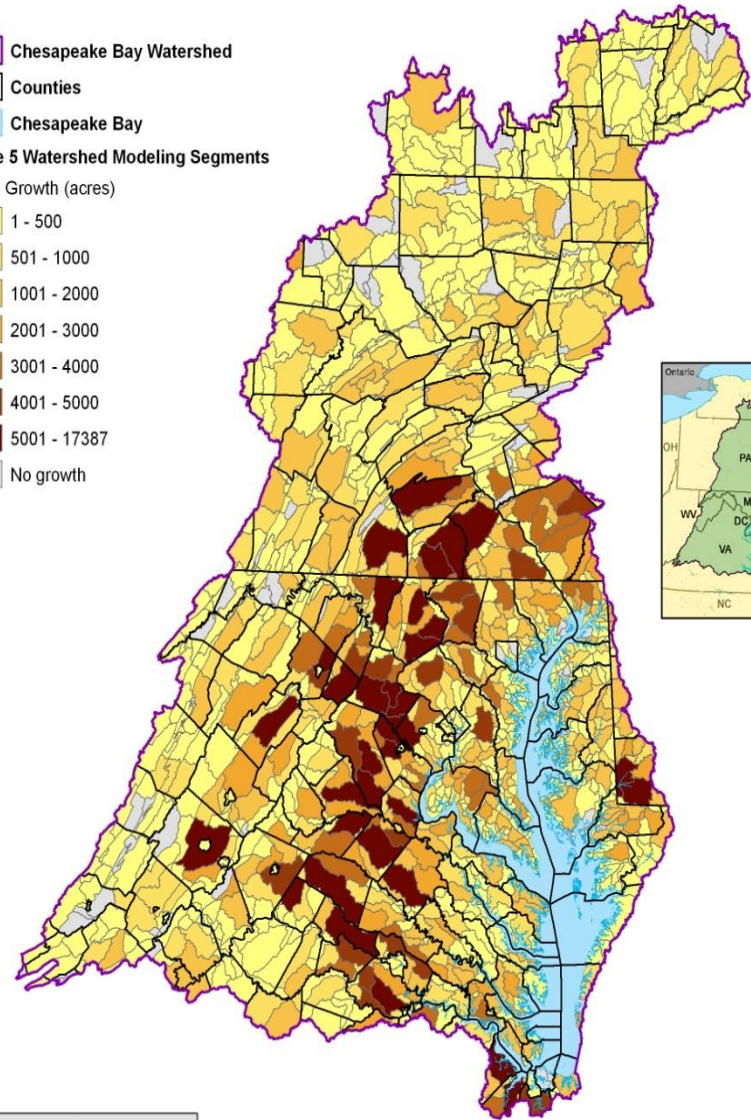 Chesapeake Bay Watershed
Counties
Chesapeake Bay
5 Watershed Modeling Segments
Growth (acres)
1 - 500
501 - 1000
1001 - 2000
2001 - 3000
3001 - 4000
4001 - 5000
5001 - 17387
No growth
Ontario
OH
PA
WV
DC
VA
NC